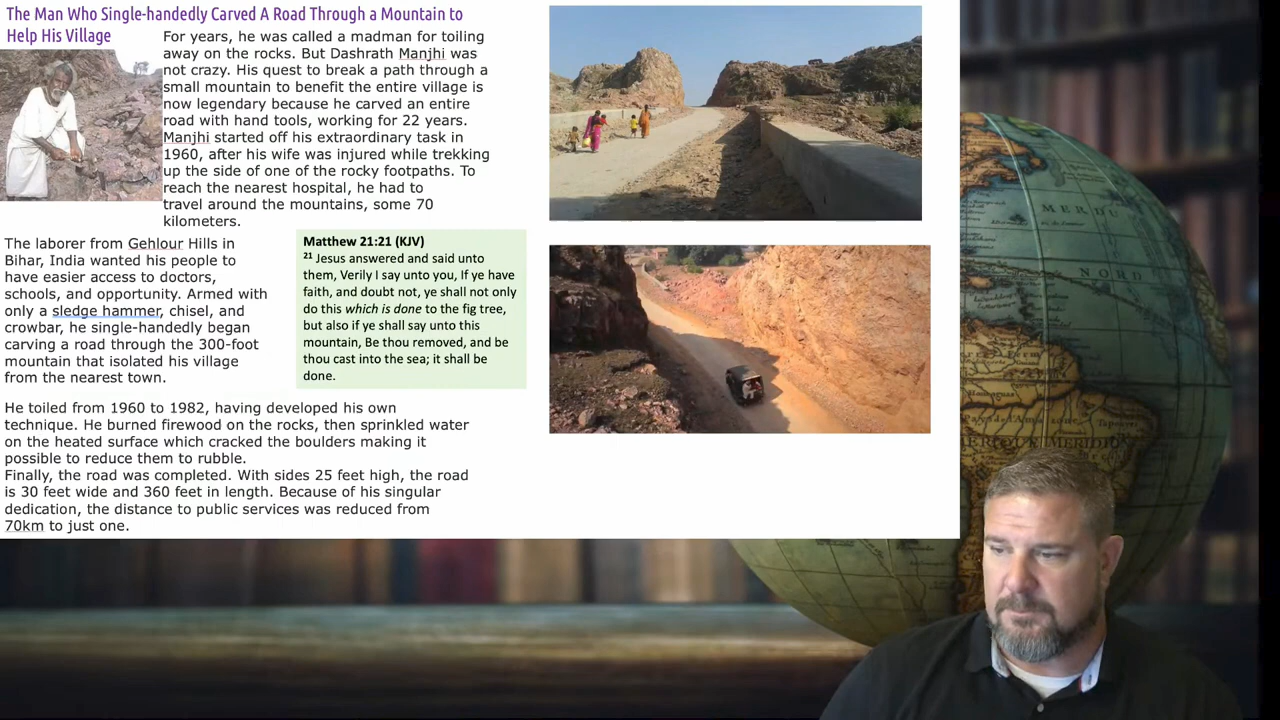 The Man Who Single-handedly Carved A Road Through a Mountain to
Help His Village
For years, he was called a madman for toiling
away on the rocks. But Dashrath Manjhi was
not crazy. His quest to break a path through a
small mountain to benefit the entire village is
now legendary because he carved an entire
road with hand tools, working for 22 years.
Manjhi started off his extraordinary task in
1960, after his wife was injured while trekking
up the side of one of the rocky footpaths. To
reach the nearest hospital, he had to
travel around the mountains, some 70
kilometers.
The laborer from Gehlour Hills in
Bihar, India wanted his people to
have easier access to doctors,
schools, and opportunity. Armed with
only a sledge hammer, chisel, and
crowbar, he single-handedly began
carving a road through the 300-foot
mountain that isolated his village
from the nearest town.
Matthew 21:21 (KJV)
21 Jesus answered and said unto
them, Verily I say unto you, If ye have
faith, and doubt not, ye shall not only
do this which is done to the fig tree,
but also if ye shall say unto this
mountain, Be thou removed, and be
thou cast into the sea; it shall be
done.
He toiled from 1960 to 1982, having developed his own
technique. He burned firewood on the rocks, then sprinkled water
on the heated surface which cracked the boulders making it
possible to reduce them to rubble.
Finally, the road was completed. With sides 25 feet high, the road
is 30 feet wide and 360 feet in length. Because of his singular
dedication, the distance to public services was reduced from
70km to just one.
MER DU
NORD